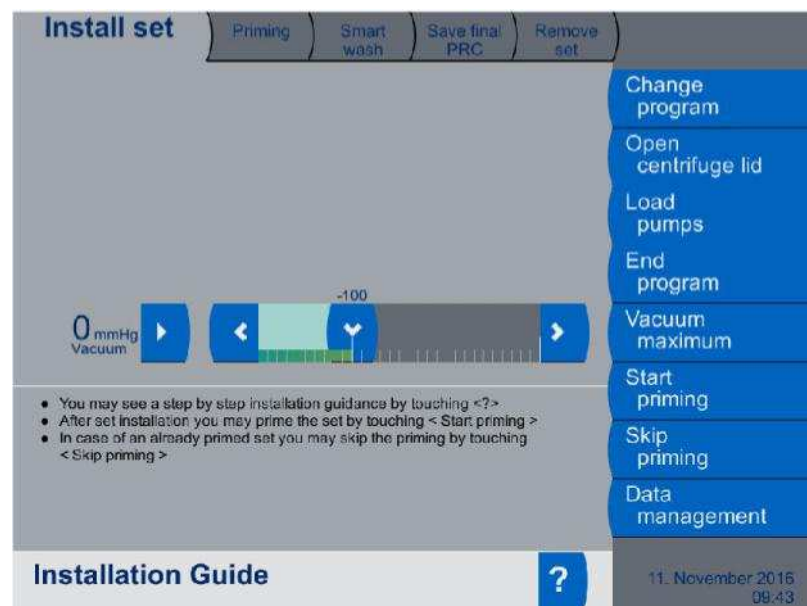 Install set
Priming
Smart
wash
Save final
PRC
Remove
set
Change
program
Open
centrifuge lid
Load
pumps
End
program
Vacuum
maximum
Start
priming
Skip
priming
Data
management
-100
0 mmHg
Vacuum
• You may see a step by step installation guidance by touching <?>
• After set installation you may prime the set by touching < Start priming >
• In case of an already primed set you may skip the priming by touching
< Skip priming >
Installation Guide
?
11. November 2016
09:43